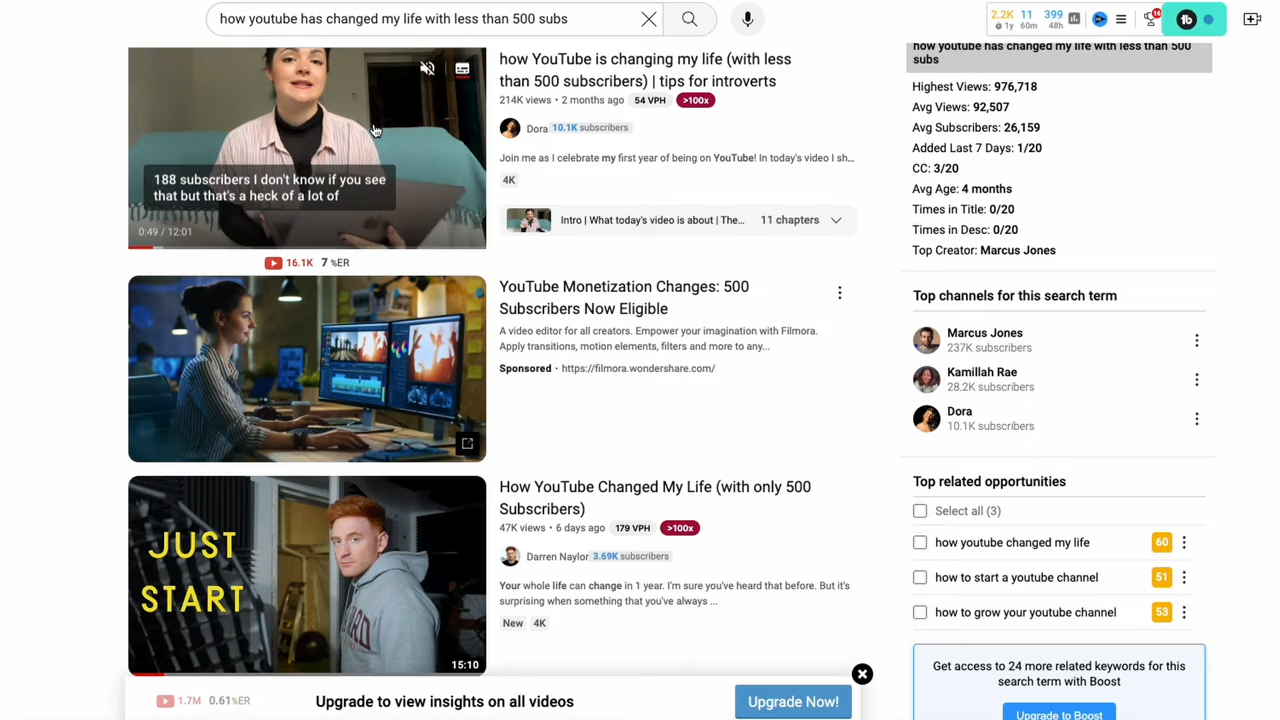 how youtube has changed my life with less than 500 subs
2.2K 11 399
1y 60m 48h
16
tb
188 subscribers I don't know if you see
that but that's a heck of a lot of
0:49 / 12:01
16.1K 7 %ER
how YouTube is changing my life (with less
than 500 subscribers) | tips for introverts
214K views • 2 months ago 54 VPH >100x
Dora 10.1K subscribers
Join me as I celebrate my first year of being on YouTube! In today's video I sh...
4K
Intro | What today's video is about | The... 11 chapters
YouTube Monetization Changes: 500
Subscribers Now Eligible
A video editor for all creators. Empower your imagination with Filmora.
Apply transitions, motion elements, filters and more to any...
Sponsored • https://filmora.wondershare.com/
JUST
START
15:10
How YouTube Changed My Life (with only 500
Subscribers)
47K views • 6 days ago 179 VPH >100x
Darren Naylor 3.69K subscribers
Your whole life can change in 1 year. I'm sure you've heard that before. But it's
surprising when something that you've always ...
New 4K
1.7M 0.61%ER
Upgrade to view insights on all videos
Upgrade Now!
how youtube has changed my life with less than 500
subs
Highest Views: 976,718
Avg Views: 92,507
Avg Subscribers: 26,159
Added Last 7 Days: 1/20
CC: 3/20
Avg Age: 4 months
Times in Title: 0/20
Times in Desc: 0/20
Top Creator: Marcus Jones
Top channels for this search term
Marcus Jones
237K subscribers
Kamillah Rae
28.2K subscribers
Dora
10.1K subscribers
Top related opportunities
Select all (3)
how youtube changed my life 60
how to start a youtube channel 51
how to grow your youtube channel 53
Get access to 24 more related keywords for this
search term with Boost
Upgrade to Boost